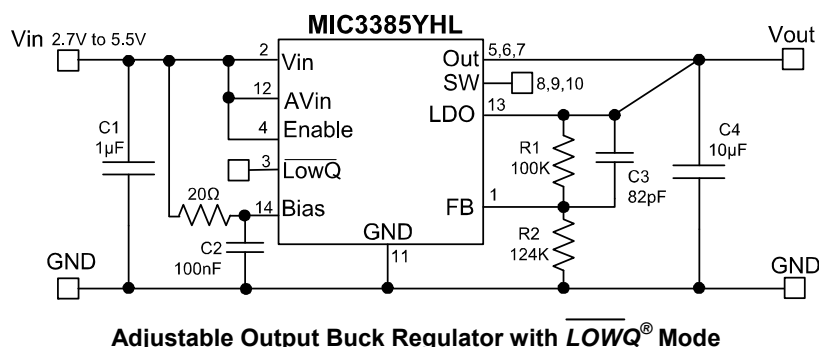 MIC3385YHL
Vin 2.7V to 5.5V
2 Vin
12 AVin
4 Enable
3 LowQ
14 Bias
GND
11
Out 5,6,7
SW 8,9,10
LDO 13
FB 1
Vout
C1
1µF
20Ω
C2
100nF
R1
100K
C3
82pF
R2
124K
C4
10µF
GND
GND
Adjustable Output Buck Regulator with LOWQ® Mode